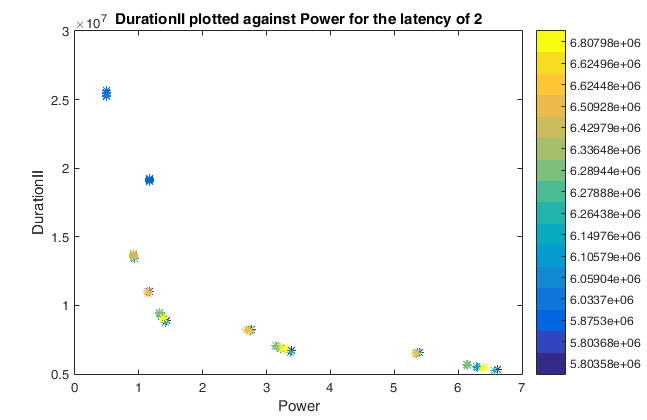 DurationII plotted against Power for the latency of 2
×10⁷
3
2.5
2
1.5
1
0.5
0 1 2 3 4 5 6 7
Power
DurationII
6.80798e+06
6.62496e+06
6.62448e+06
6.50928e+06
6.42979e+06
6.33648e+06
6.28944e+06
6.27888e+06
6.26438e+06
6.14976e+06
6.10579e+06
6.05904e+06
6.0337e+06
5.8753e+06
5.80368e+06
5.80358e+06